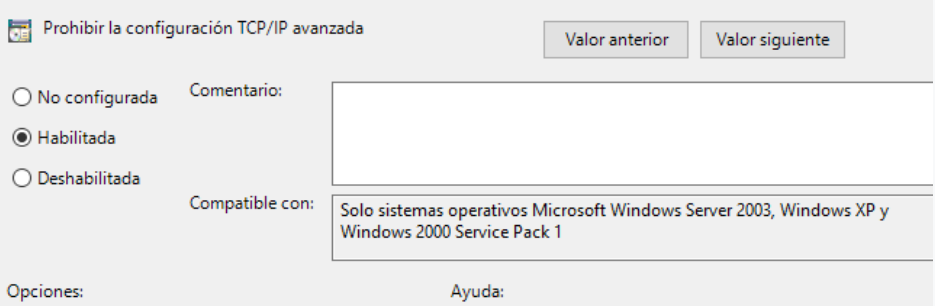 Prohibir la configuración TCP/IP avanzada
Valor anterior
Valor siguiente
No configurada
Comentario:
Habilitada
Deshabilitada
Compatible con:
Solo sistemas operativos Microsoft Windows Server 2003, Windows XP y
Windows 2000 Service Pack 1
Opciones:
Ayuda: